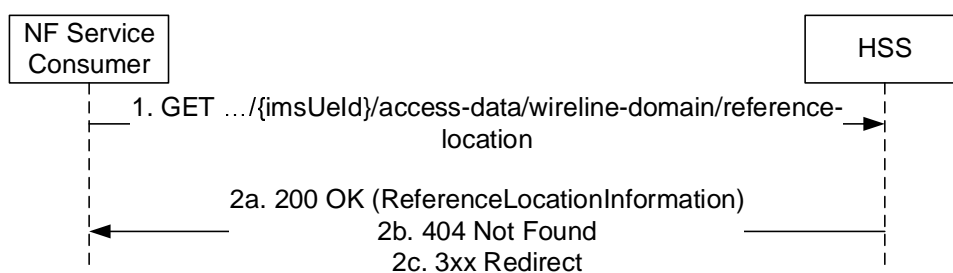 NF Service
Consumer
HSS
1. GET …/{imsUeId}/access-data/wireline-domain/reference-
location
2a. 200 OK (ReferenceLocationInformation)
2b. 404 Not Found
2c. 3xx Redirect